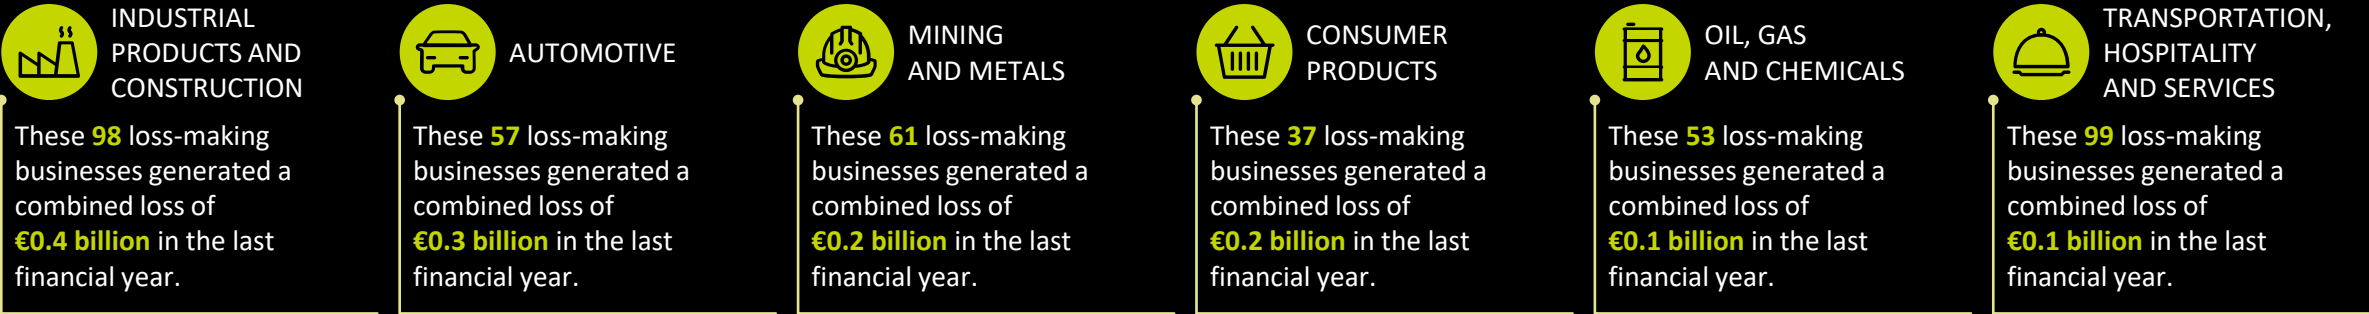 INDUSTRIAL
PRODUCTS AND
CONSTRUCTION
These 98 loss-making
businesses generated a
combined loss of
€0.4 billion in the last
financial year.
AUTOMOTIVE
These 57 loss-making
businesses generated a
combined loss of
€0.3 billion in the last
financial year.
MINING
AND METALS
These 61 loss-making
businesses generated a
combined loss of
€0.2 billion in the last
financial year.
CONSUMER
PRODUCTS
These 37 loss-making
businesses generated a
combined loss of
€0.2 billion in the last
financial year.
OIL, GAS
AND CHEMICALS
These 53 loss-making
businesses generated a
combined loss of
€0.1 billion in the last
financial year.
TRANSPORTATION,
HOSPITALITY
AND SERVICES
These 99 loss-making
businesses generated a
combined loss of
€0.1 billion in the last
financial year.